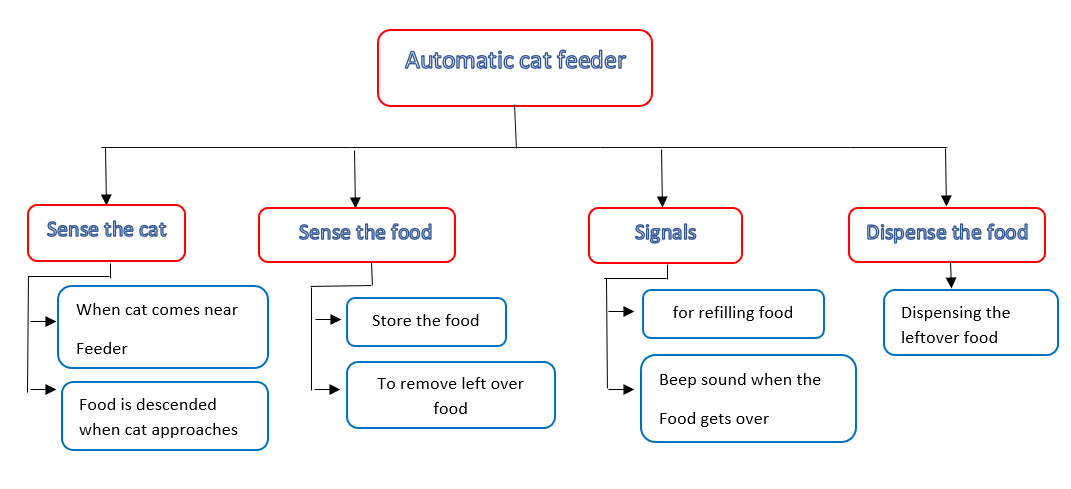 Automatic cat feeder
Sense the cat
Sense the food
Signals
Dispense the food
When cat comes near
Feeder
Food is descended
when cat approaches
Store the food
To remove left over
food
for refilling food
Beep sound when the
Food gets over
Dispensing the
leftover food